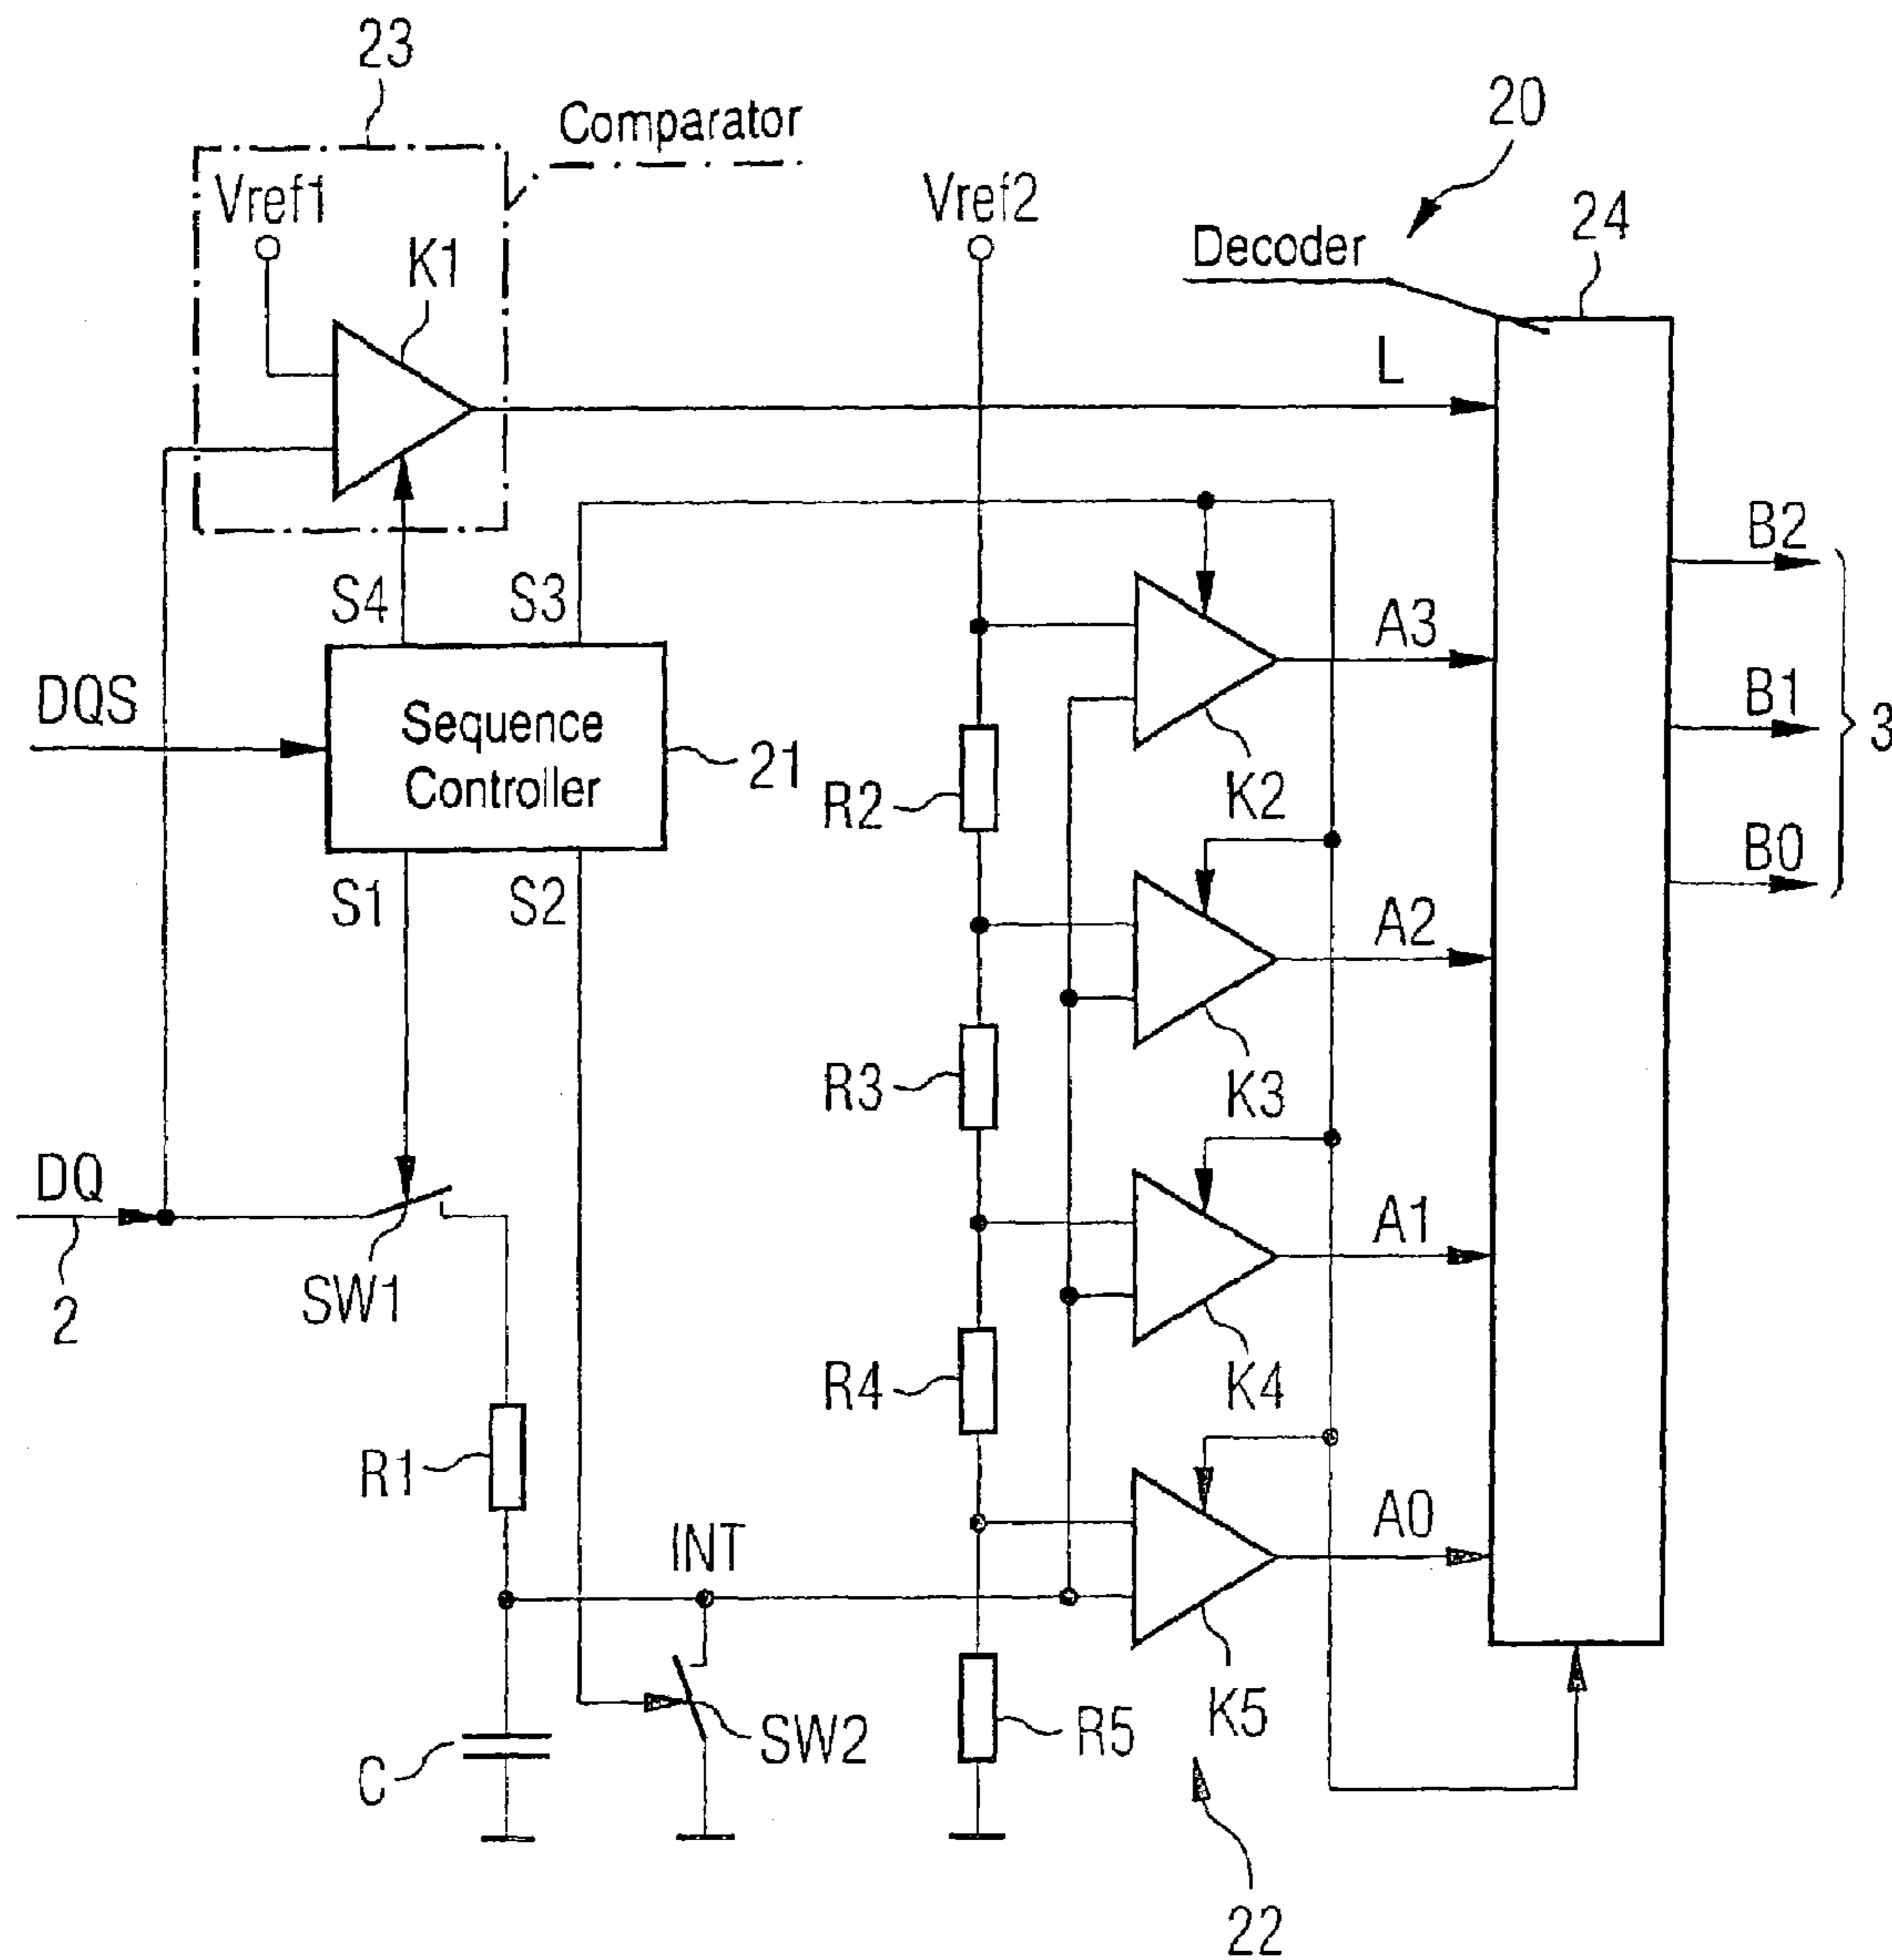 23
Comparator
20
Vref1
Vref2
24
K1
Decoder
L
B2
S4
S3
A3
DQS
Sequence
Controller
21
B1
3
R2
K2
B0
S1
S2
A2
R3
K3
DQ
A1
2
SW1
R4
K4
R1
A0
INT
SW2
R5
K5
C
22